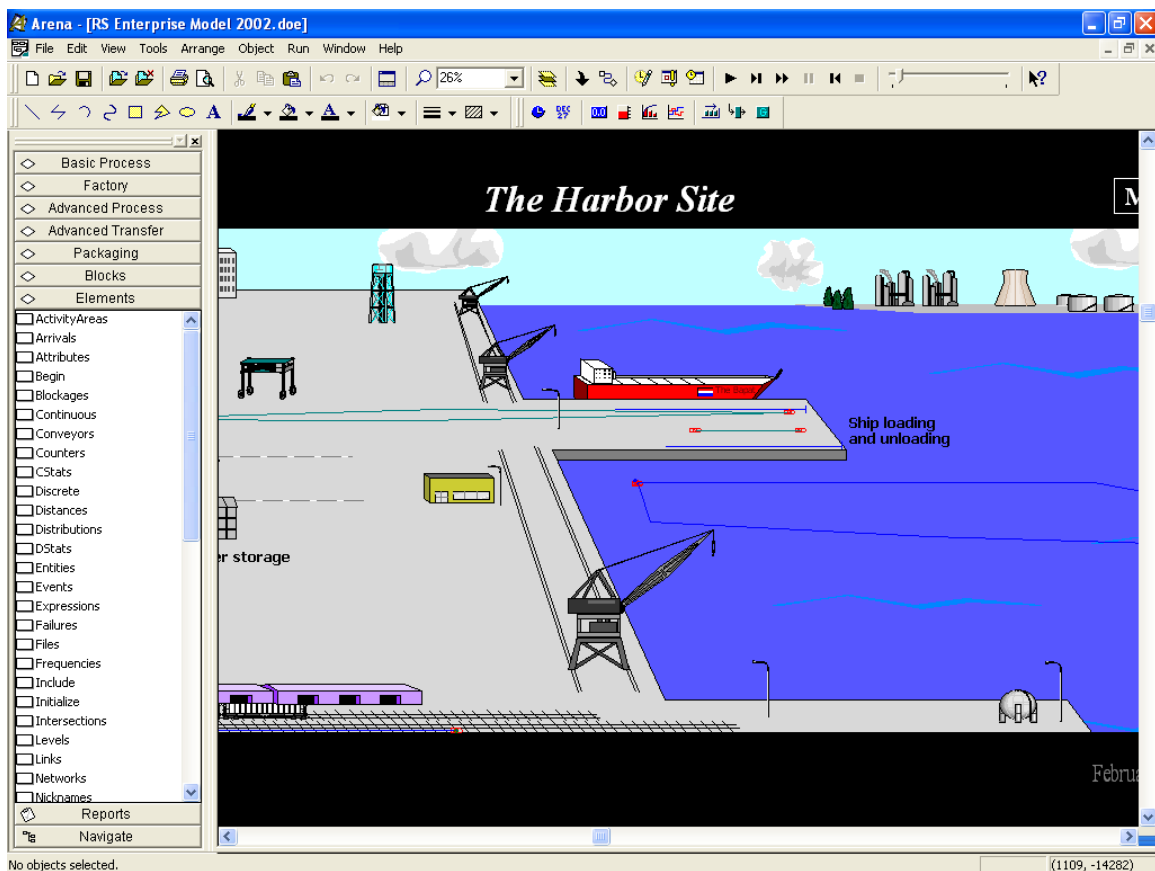 Arena - [RS Enterprise Model 2002.doe]
File Edit View Tools Arrange Object Run Window Help
26%
A A
Basic Process
Factory
Advanced Process
Advanced Transfer
Packaging
Blocks
Elements
ActivityAreas
Arrivals
Attributes
Begin
Blockages
Continuous
Conveyors
Counters
CStats
Discrete
Distances
Distributions
DStats
Entities
Events
Expressions
Failures
Files
Frequencies
Include
Initialize
Intersections
Levels
Links
Networks
Nicknames
Reports
Navigate
The Harbor Site
M
Ship loading
and unloading
er storage
Februa
No objects selected.
(1109, -14282)